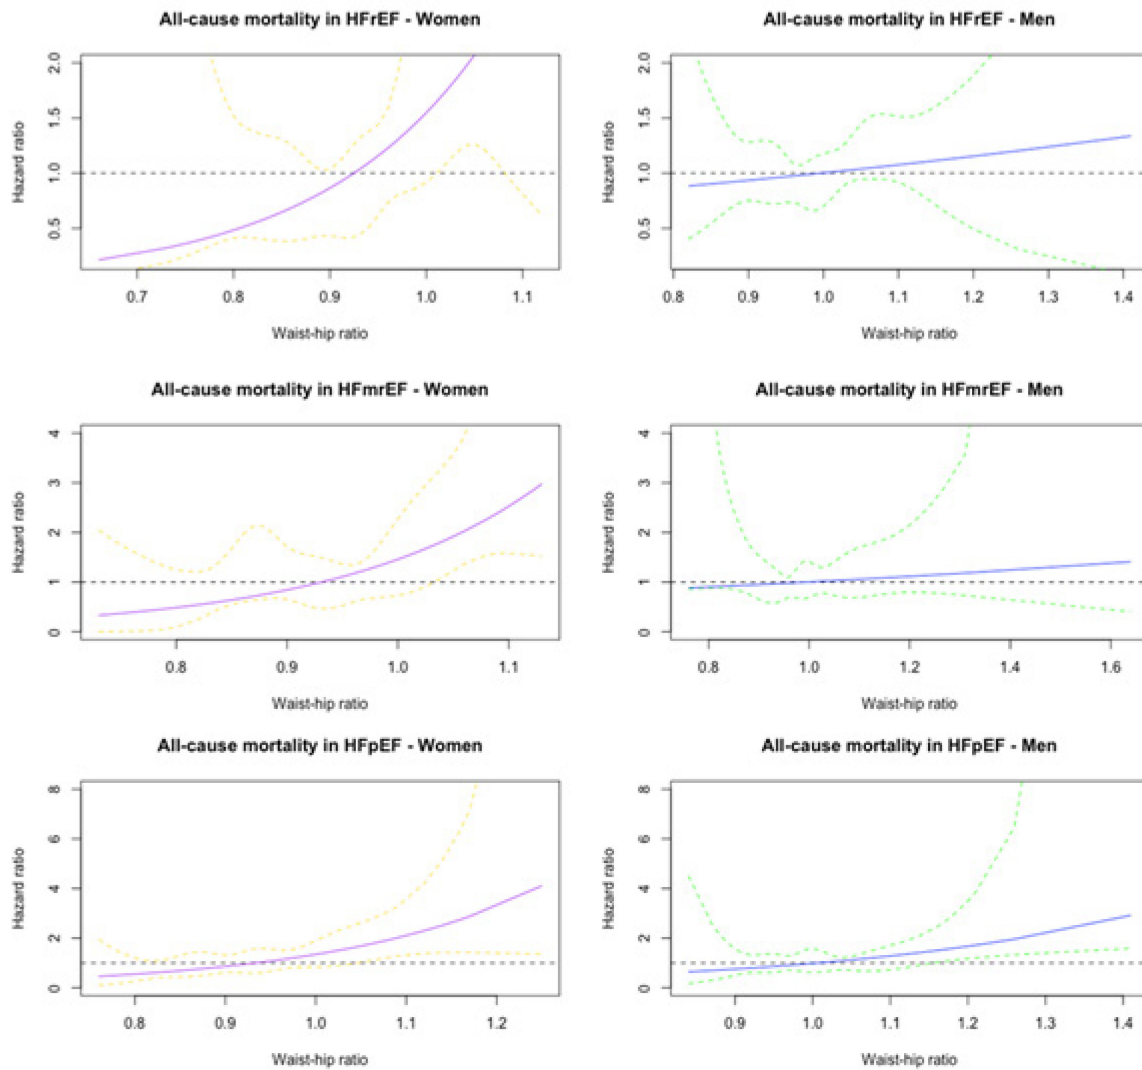 All-cause mortality in HFrEF - Women
Hazard ratio
2.0
1.5
1.0
0.5
0.7 0.8 0.9 1.0 1.1
Waist-hip ratio
All-cause mortality in HFrEF - Men
Hazard ratio
2.0
1.5
1.0
0.5
0.8 0.9 1.0 1.1 1.2 1.3 1.4
Waist-hip ratio
All-cause mortality in HFmrEF - Women
Hazard ratio
4
3
2
1
0
0.8 0.9 1.0 1.1
Waist-hip ratio
All-cause mortality in HFmrEF - Men
Hazard ratio
4
3
2
1
0
0.8 1.0 1.2 1.4 1.6
Waist-hip ratio
All-cause mortality in HFpEF - Women
Hazard ratio
8
6
4
2
0
0.8 0.9 1.0 1.1 1.2
Waist-hip ratio
All-cause mortality in HFpEF - Men
Hazard ratio
8
6
4
2
0
0.9 1.0 1.1 1.2 1.3 1.4
Waist-hip ratio